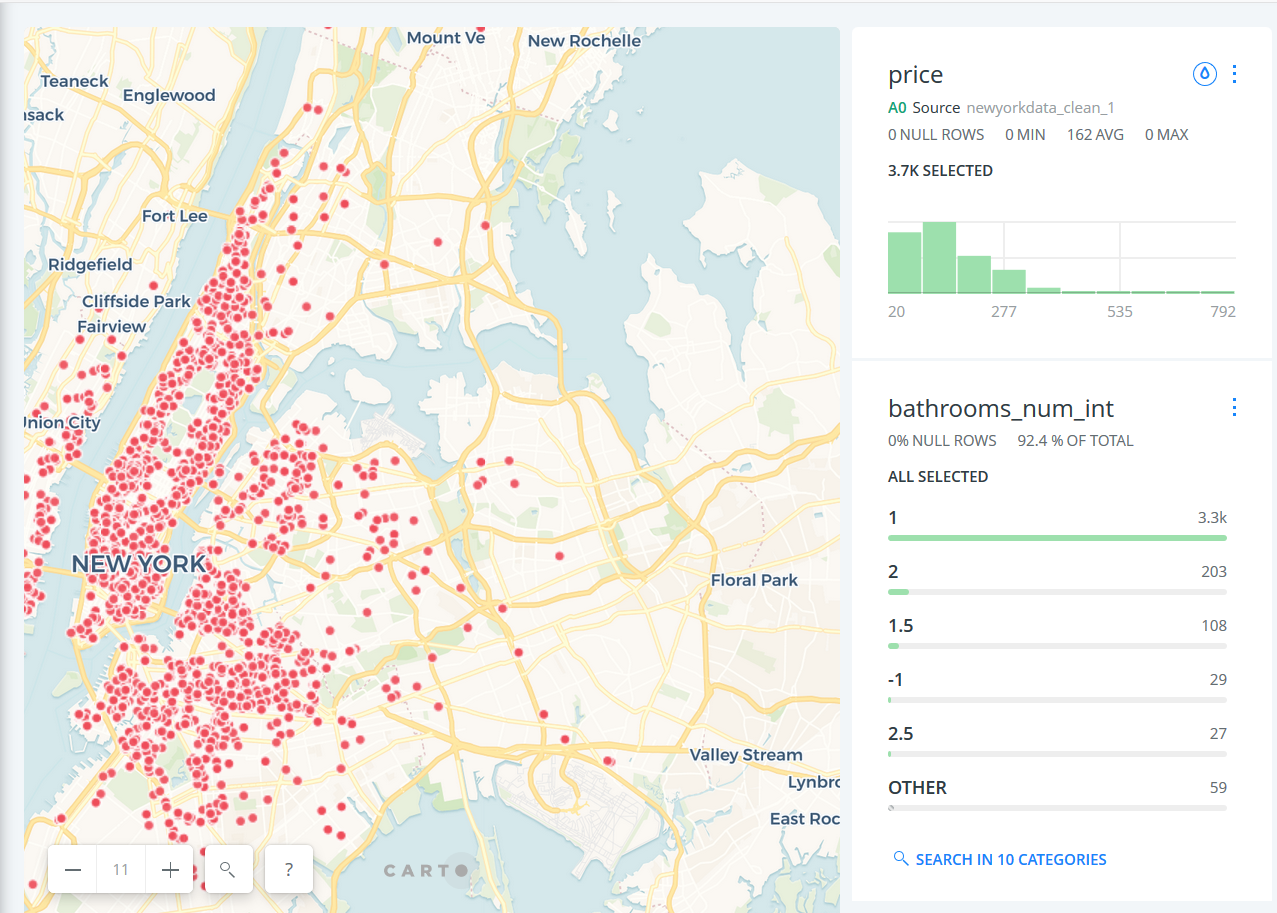 Mount Ve
New Rochelle
Teaneck
Englewood
sack
Fort Lee
Ridgefield
Cliffside Park
Fairview
Union City
NEW YORK
Floral Park
Valley Stream
Lynbro
East Roc
11
?
CARTO
price
A0 Source newyorkdata_clean_1
0 NULL ROWS 0 MIN 162 AVG 0 MAX
3.7K SELECTED
20 277 535 792
bathrooms_num_int
0% NULL ROWS 92.4 % OF TOTAL
ALL SELECTED
1 3.3k
2 203
1.5 108
-1 29
2.5 27
OTHER 59
SEARCH IN 10 CATEGORIES